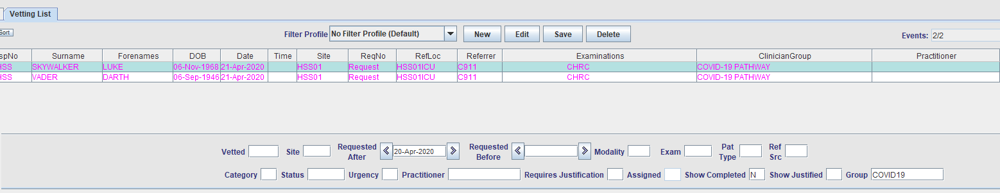 Vetting List
Sort
Filter Profile No Filter Profile (Default) New Edit Save Delete Events: 2/2
spNo Surname Forenames DOB Date Time Site ReqNo RefLoc Referrer Examinations ClinicianGroup Practitioner
HSS SKYWALKER LUKE 06-Nov-1968 21-Apr-2020 HSS01 Request HSS01ICU C911 CHRC COVID-19 PATHWAY
HSS VADER DARTH 06-Sep-1946 21-Apr-2020 HSS01 Request HSS01ICU C911 CHRC COVID-19 PATHWAY
Vetted Site Requested After 20-Apr-2020 Requested Before Modality Exam Pat Type Ref Src
Category Status Urgency Practitioner Requires Justification Assigned Show Completed N Show Justified Group COVID19